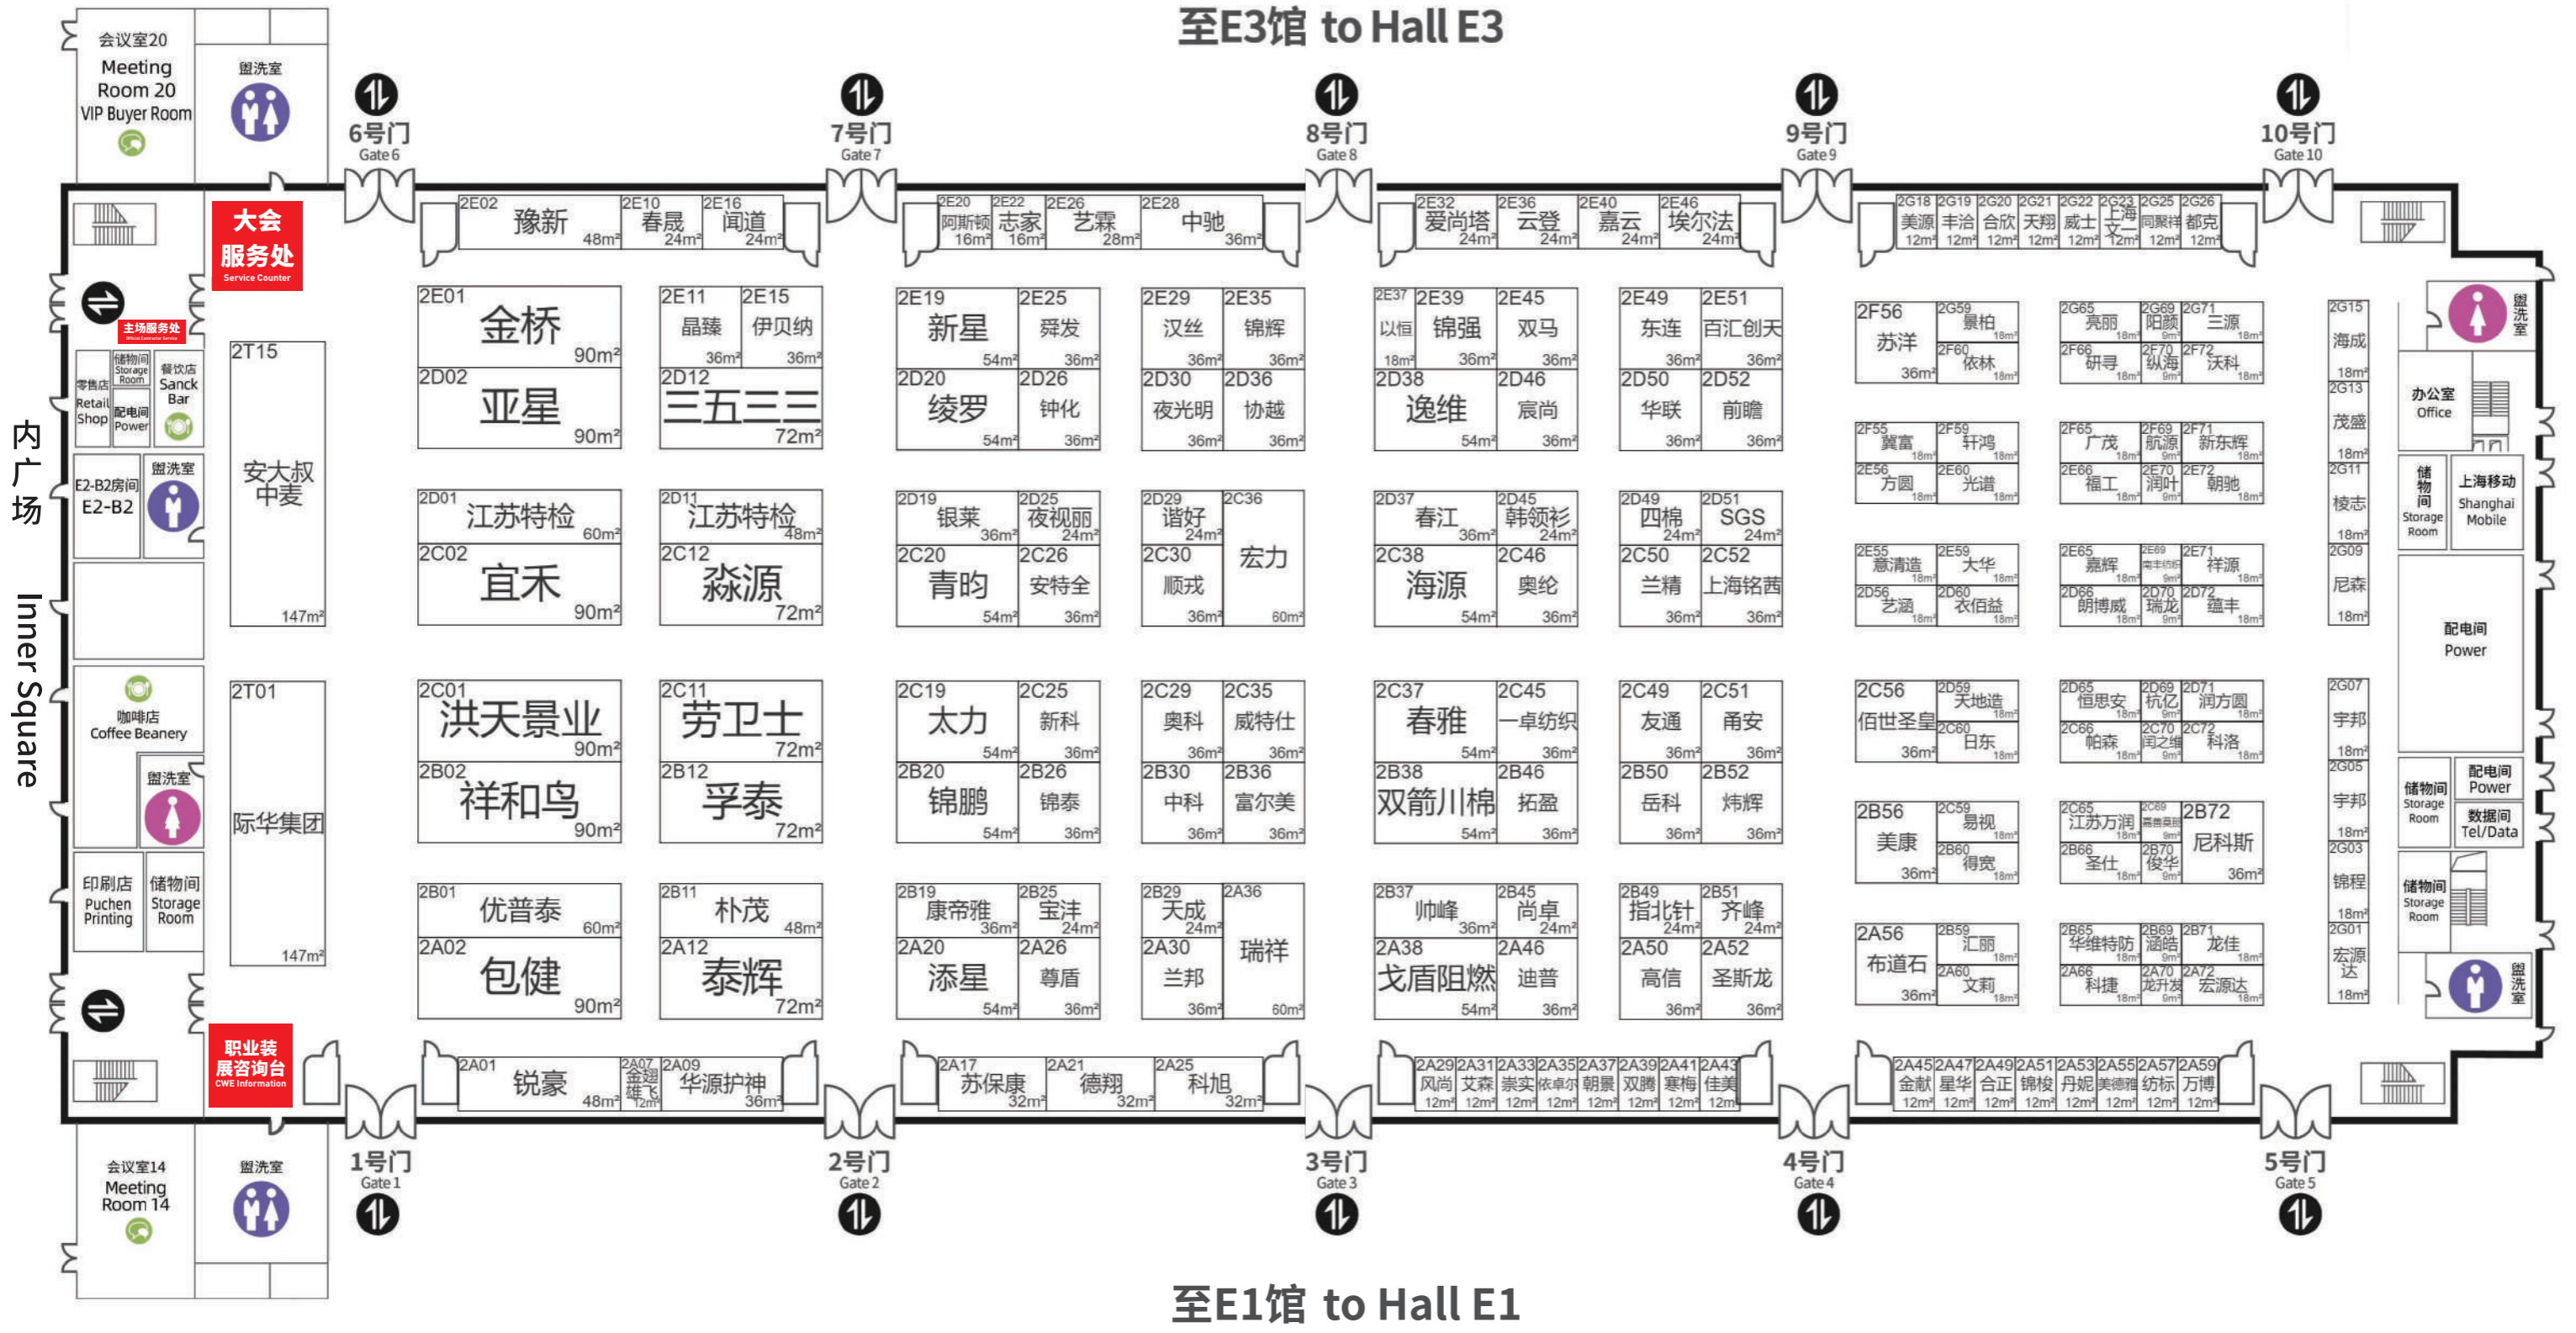 至E3馆 to Hall E3
会议室20
Meeting
Room 20
VIP Buyer Room
盥洗室
6号门
Gate 6
7号门
Gate 7
8号门
Gate 8
9号门
Gate 9
10号门
Gate 10
大会
服务处
Service Counter
主场服务处
Official Contractor Service
2E02 豫新 48m²
2E10 春晟 24m²
2E16 闻道 24m²
2E20 阿斯顿 16m²
2E22 志家 16m²
2E26 艺霖 28m²
2E28 中驰 36m²
2E32 爱尚塔 24m²
2E36 云登 24m²
2E40 嘉云 24m²
2E46 埃尔法 24m²
2G18 美源 12m²
2G19 丰洽 12m²
2G20 合欣 12m²
2G21 天翔 12m²
2G22 威士 12m²
2G23 上海文一 12m²
2G25 同聚祥 12m²
2G26 都克 12m²
零售店
Retail
Shop
储物间
Storage
Room
配电间
Power
餐饮店
Sanck
Bar
E2-B2房间
E2-B2
盥洗室
内广场 Inner Square
咖啡店
Coffee Beanery
盥洗室
印刷店
Puchen
Printing
储物间
Storage
Room
2T15
安大叔
中麦
147m²
2T01
际华集团
147m²
2E01 金桥 90m²
2E11 晶臻 36m²
2E15 伊贝纳 36m²
2E19 新星 54m²
2E25 舜发 36m²
2E29 汉丝 36m²
2E35 锦辉 36m²
2E37 以恒 18m²
2E39 锦强 36m²
2E45 双马 36m²
2E49 东连 36m²
2E51 百汇创天 36m²
2F56 苏洋 36m²
2G59 景柏 18m²
2G65 亮丽 18m²
2G69 阳颜 9m²
2G71 三源 18m²
2F60 依林 18m²
2F66 研寻 18m²
2F70 纵海 9m²
2F72 沃科 18m²
2D02 亚星 90m²
2D12 三五三三 72m²
2D20 绫罗 54m²
2D26 钟化 36m²
2D30 夜光明 36m²
2D36 协越 36m²
2D38 逸维 54m²
2D46 宸尚 36m²
2D50 华联 36m²
2D52 前瞻 36m²
2F55 冀富 18m²
2F59 轩鸿 18m²
2F65 广茂 18m²
2F69 航源 9m²
2F71 新东辉 18m²
2E56 方圆 18m²
2E60 光谱 18m²
2E66 福工 18m²
2E70 润叶 9m²
2E72 朝驰 18m²
2D01 江苏特检 60m²
2D11 江苏特检 48m²
2D19 银莱 36m²
2D25 夜视丽 24m²
2D29 谐好 24m²
2C36 宏力 60m²
2D37 春江 36m²
2D45 韩领衫 24m²
2D49 四棉 24m²
2D51 SGS 24m²
2C02 宜禾 90m²
2C12 淼源 72m²
2C20 青昀 54m²
2C26 安特全 36m²
2C30 顺戎 36m²
2C38 海源 54m²
2C46 奥纶 36m²
2C50 兰精 36m²
2C52 上海铭茜 36m²
2E55 意清造 18m²
2E59 大华 18m²
2E65 嘉辉 18m²
2E69 南丰纺织 9m²
2E71 祥源 18m²
2D56 艺涵 18m²
2D60 衣佰益 18m²
2D66 朗博威 18m²
2D70 瑞龙 9m²
2D72 蕴丰 18m²
2C01 洪天景业 90m²
2C11 劳卫士 72m²
2C19 太力 54m²
2C25 新科 36m²
2C29 奥科 36m²
2C35 威特仕 36m²
2C37 春雅 54m²
2C45 一卓纺织 36m²
2C49 友通 36m²
2C51 甬安 36m²
2C56 佰世圣皇 36m²
2D59 天地造 18m²
2D65 恒思安 18m²
2D69 杭亿 9m²
2D71 润方圆 18m²
2C60 日东 18m²
2C66 帕森 18m²
2C70 闰之维 9m²
2C72 科洛 18m²
2B02 祥和鸟 90m²
2B12 孚泰 72m²
2B20 锦鹏 54m²
2B26 锦泰 36m²
2B30 中科 36m²
2B36 富尔美 36m²
2B38 双箭川棉 54m²
2B46 拓盈 36m²
2B50 岳科 36m²
2B52 炜辉 36m²
2B56 美康 36m²
2C59 易视 18m²
2C65 江苏万润 18m²
2C69 9m²
2B72 尼科斯 36m²
2B60 得宽 18m²
2B66 圣仕 18m²
2B70 俊华 9m²
2B01 优普泰 60m²
2B11 朴茂 48m²
2B19 康帝雅 36m²
2B25 宝沣 24m²
2B29 天成 24m²
2A36 瑞祥 60m²
2B37 帅峰 36m²
2B45 尚卓 24m²
2B49 指北针 24m²
2B51 齐峰 24m²
2A02 包健 90m²
2A12 泰辉 72m²
2A20 添星 54m²
2A26 尊盾 36m²
2A30 兰邦 36m²
2A38 戈盾阻燃 54m²
2A46 迪普 36m²
2A50 高信 36m²
2A52 圣斯龙 36m²
2A56 布道石 36m²
2B59 汇丽 18m²
2B65 华维特防 18m²
2B69 涵皓 9m²
2B71 龙佳 18m²
2A60 文莉 18m²
2A66 科捷 18m²
2A70 龙升发 9m²
2A72 宏源达 18m²
2G15 海成 18m²
2G13 茂盛 18m²
2G11 棱志 18m²
2G09 尼森 18m²
2G07 宇邦 18m²
2G05 宇邦 18m²
2G03 锦程 18m²
2G01 宏源达 18m²
盥洗室
办公室
Office
储物间
Storage
Room
上海移动
Shanghai
Mobile
配电间
Power
储物间
Storage
Room
配电间
Power
数据间
Tel/Data
储物间
Storage
Room
盥洗室
职业装
展咨询台
CWE Information
2A01 锐豪 48m²
2A07 金翅雄飞 12m²
2A09 华源护神 36m²
2A17 苏保康 32m²
2A21 德翔 32m²
2A25 科旭 32m²
2A29 风尚 12m²
2A31 艾森 12m²
2A33 崇实 12m²
2A35 依卓尔 12m²
2A37 朝景 12m²
2A39 双腾 12m²
2A41 寒梅 12m²
2A43 佳美 12m²
2A45 金献 12m²
2A47 星华 12m²
2A49 合正 12m²
2A51 锦梭 12m²
2A53 丹妮 12m²
2A55 美德雅 12m²
2A57 纺标 12m²
2A59 万博 12m²
会议室14
Meeting
Room 14
盥洗室
1号门
Gate 1
2号门
Gate 2
3号门
Gate 3
4号门
Gate 4
5号门
Gate 5
至E1馆 to Hall E1